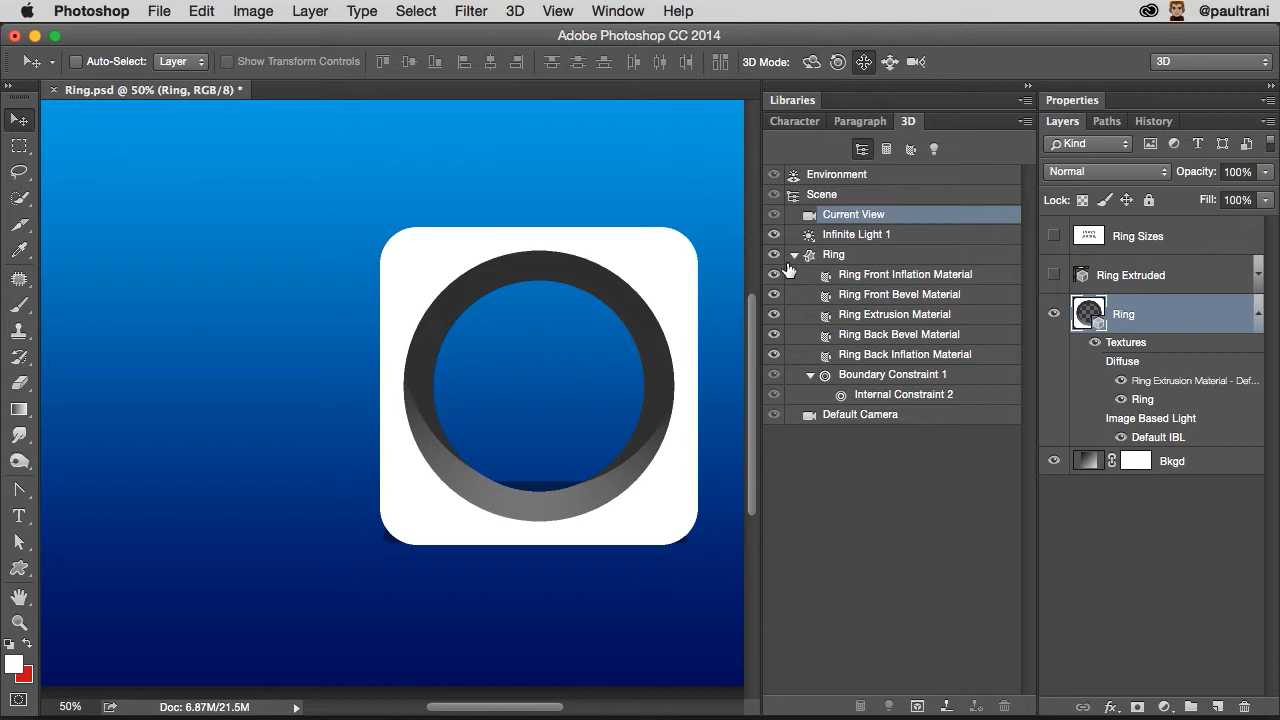 Photoshop File Edit Image Layer Type Select Filter 3D View Window Help @paultrani
Adobe Photoshop CC 2014
Auto-Select: Layer Show Transform Controls 3D Mode: 3D
Ring.psd @ 50% (Ring, RGB/8) *
Libraries
Character Paragraph 3D
Environment
Scene
Current View
Infinite Light 1
Ring
Ring Front Inflation Material
Ring Front Bevel Material
Ring Extrusion Material
Ring Back Bevel Material
Ring Back Inflation Material
Boundary Constraint 1
Internal Constraint 2
Default Camera
Properties
Layers Paths History
Kind
Normal Opacity: 100%
Lock: Fill: 100%
Ring Sizes
Ring Extruded
Ring
Textures
Diffuse
Ring Extrusion Material - Def...
Ring
Image Based Light
Default IBL
Bkgd
50% Doc: 6.87M/21.5M
fx